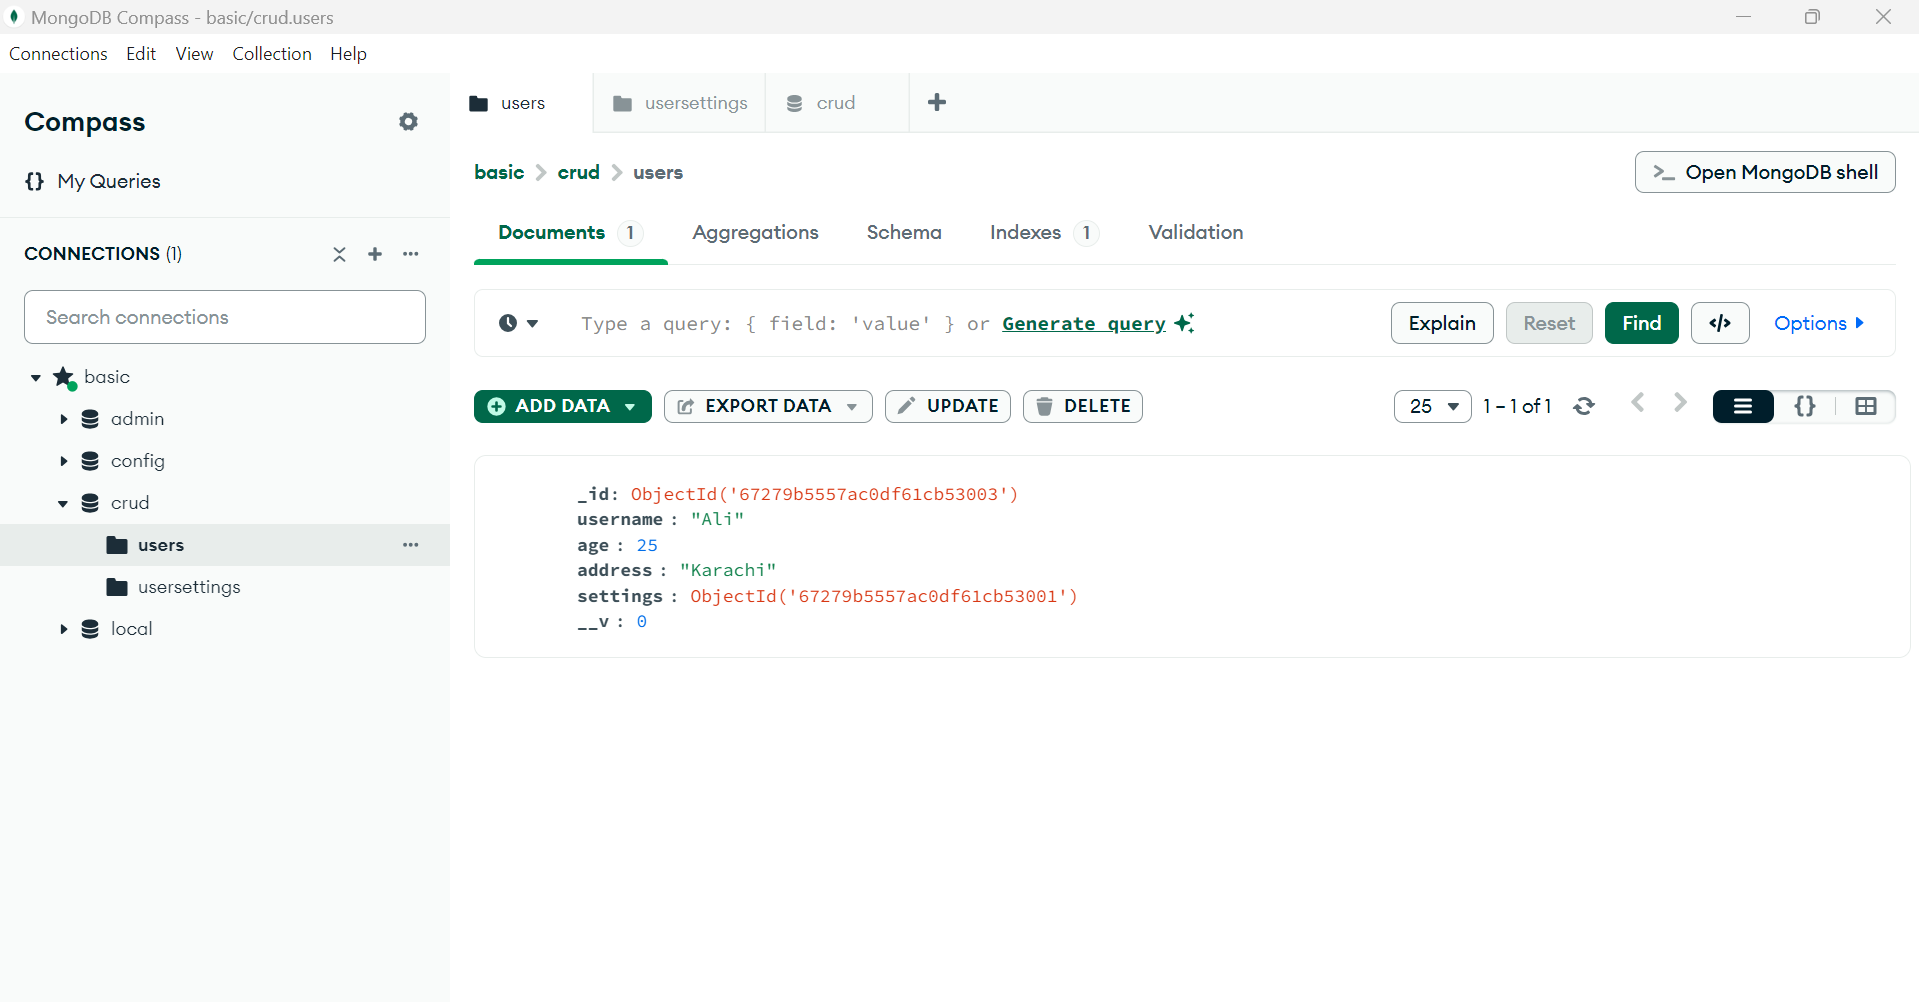 MongoDB Compass - basic/crud.users
Connections Edit View Collection Help
Compass
My Queries
CONNECTIONS (1)
Search connections
basic
admin
config
crud
users
usersettings
local
users usersettings crud
basic > crud > users
>_ Open MongoDB shell
Documents 1 Aggregations Schema Indexes 1 Validation
Type a query: { field: 'value' } or Generate query
Explain Reset Find </> Options
ADD DATA EXPORT DATA UPDATE DELETE
25 1 – 1 of 1 {}
_id: ObjectId('67279b5557ac0df61cb53003')
username : "Ali"
age : 25
address : "Karachi"
settings : ObjectId('67279b5557ac0df61cb53001')
__v : 0